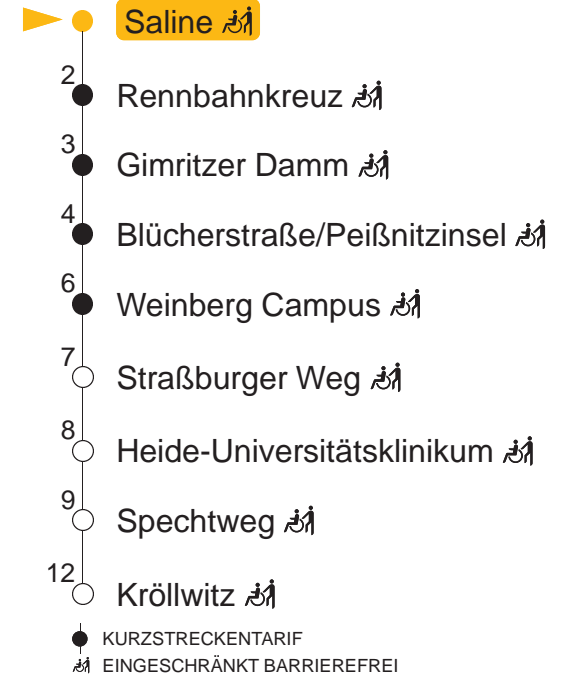 Saline
2
Rennbahnkreuz
3
Gimritzer Damm
4
Blücherstraße/Peißnitzinsel
6
Weinberg Campus
7
Straßburger Weg
8
Heide-Universitätsklinikum
9
Spechtweg
12
Kröllwitz
KURZSTRECKENTARIF
EINGESCHRÄNKT BARRIEREFREI